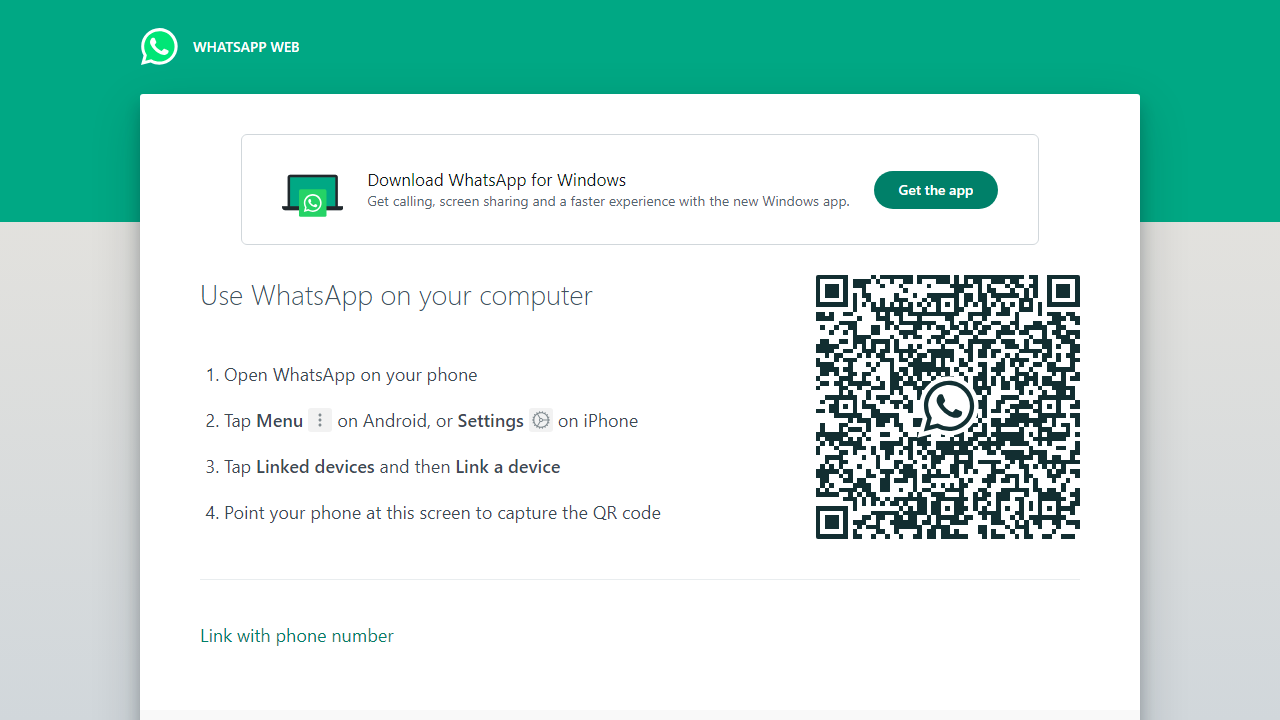 WHATSAPP WEB
Download WhatsApp for Windows
Get calling, screen sharing and a faster experience with the new Windows app.
Get the app
Use WhatsApp on your computer
1. Open WhatsApp on your phone
2. Tap Menu on Android, or Settings on iPhone
3. Tap Linked devices and then Link a device
4. Point your phone at this screen to capture the QR code
Link with phone number